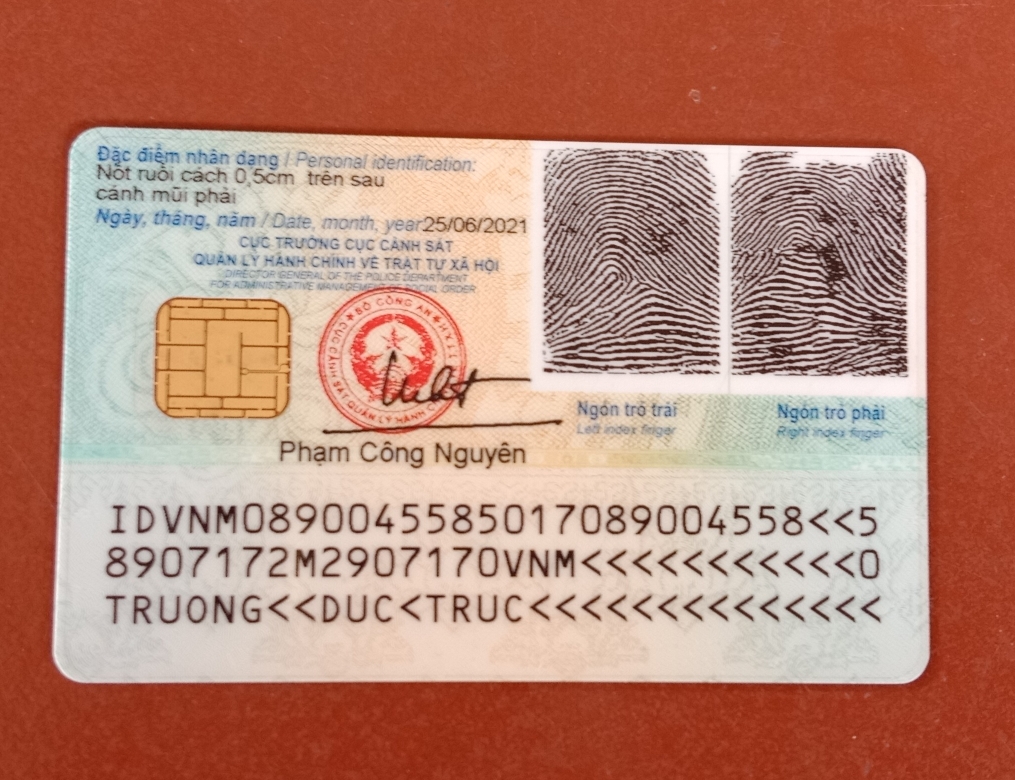 Đặc điểm nhân dạng / Personal identification:
Nốt ruồi cách 0,5cm trên sau
cánh mũi phải
Ngày, tháng, năm / Date, month, year25/06/2021
CỤC TRƯỞNG CỤC CẢNH SÁT
QUẢN LÝ HÀNH CHÍNH VỀ TRẬT TỰ XÃ HỘI
DIRECTOR GENERAL OF THE POLICE DEPARTMENT
FOR ADMINISTRATIVE MANAGEMENT OF SOCIAL ORDER
BỘ CÔNG AN
Ngón trỏ trái
Left index finger
Ngón trỏ phải
Right index finger
Phạm Công Nguyên
IDVNM0890045585017089004558<<5
8907172M2907170VNM<<<<<<<<<<<0
TRUONG<<DUC<TRUC<<<<<<<<<<<<<<